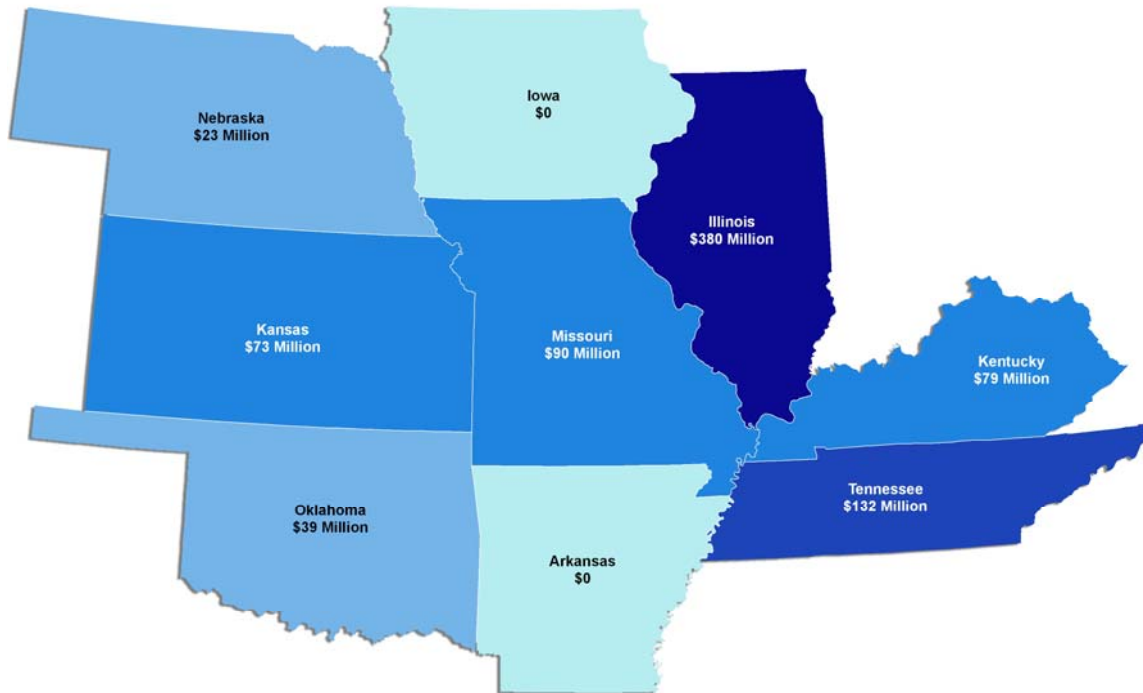 Iowa
$0
Nebraska
$23 Million
Illinois
$380 Million
Kansas
$73 Million
Missouri
$90 Million
Kentucky
$79 Million
Tennessee
$132 Million
Oklahoma
$39 Million
Arkansas
$0